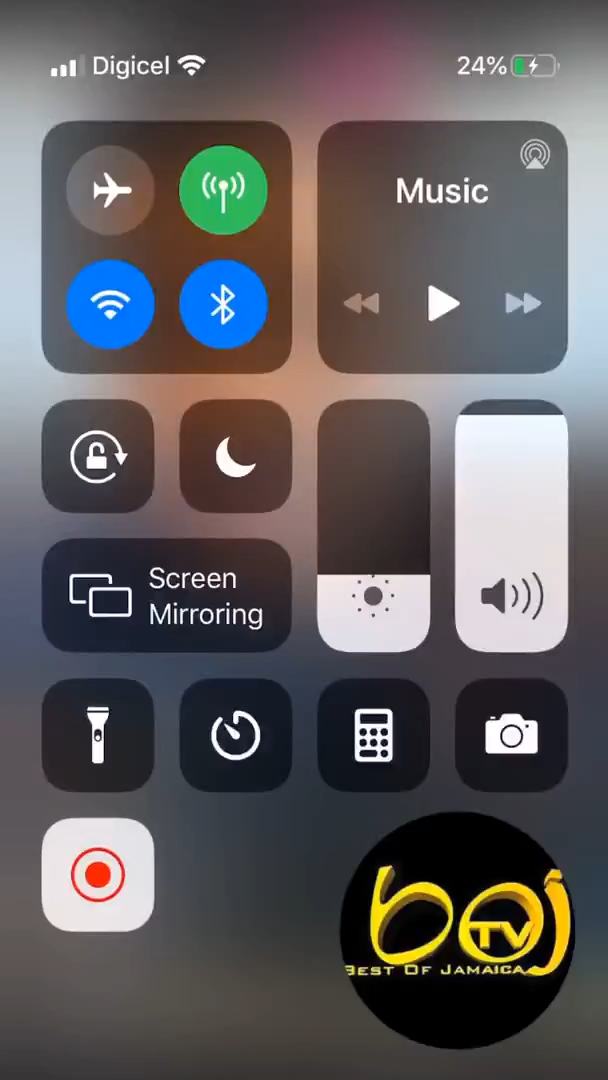 Digicel
24%
Music
Screen
Mirroring
boj
TV
BEST OF JAMAICA